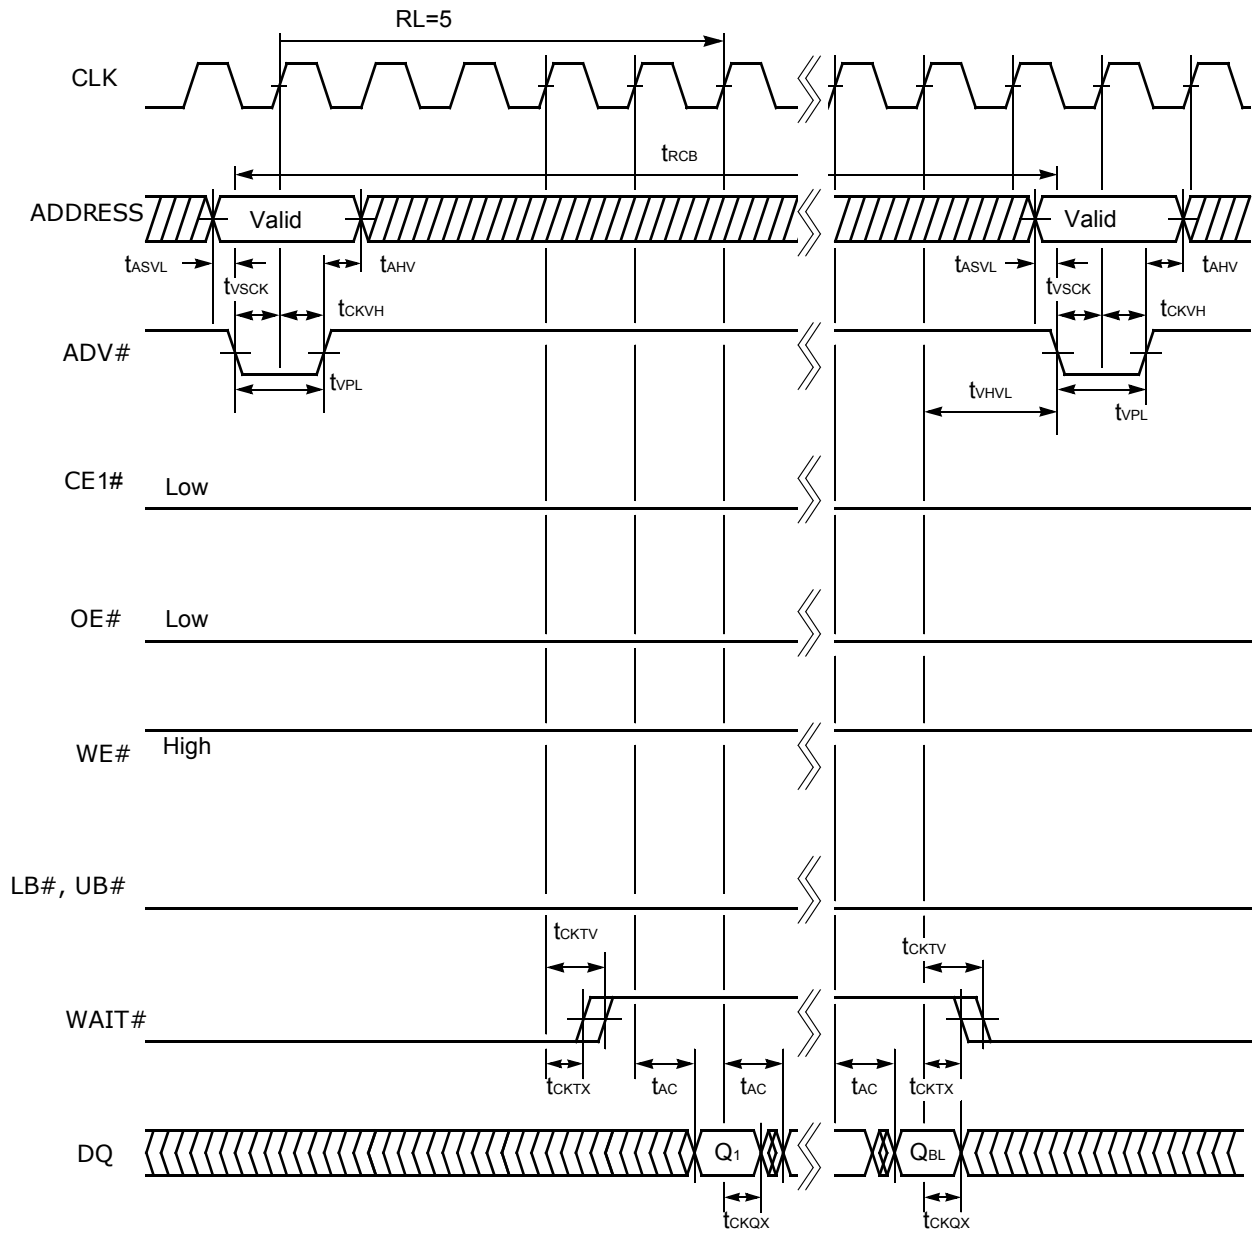 RL=5
CLK
tRCB
ADDRESS Valid Valid
tASVL tAHV tASVL tAHV
tVSCK tVSCK
tCKVH tCKVH
ADV#
tVPL tVHVL tVPL
CE1# Low
OE# Low
WE# High
LB#, UB#
tCKTV tCKTV
WAIT#
tCKTX tAC tAC tAC tCKTX
DQ Q1 QBL
tCKQX tCKQX